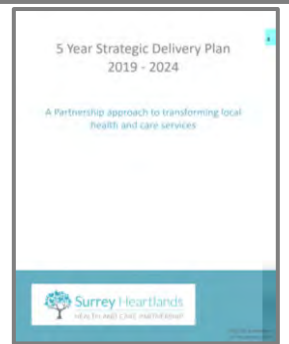 5 Year Strategic Delivery Plan
2019 - 2024
A Partnership approach to transforming local
health and care services
Surrey Heartlands
HEALTH AND CARE PARTNERSHIP